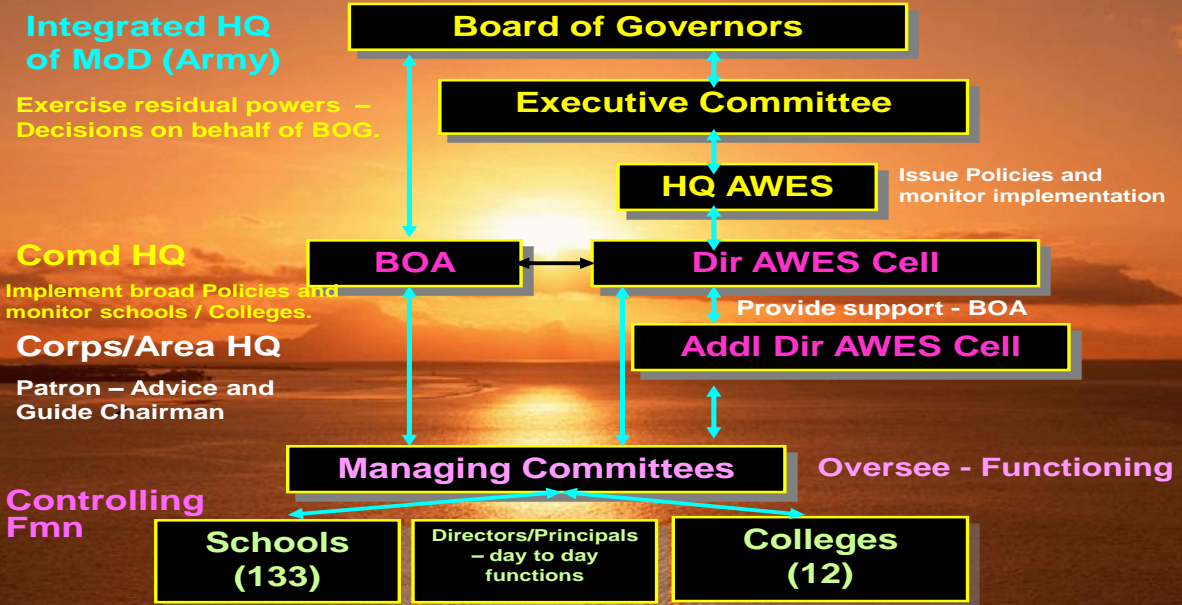 Integrated HQ
of MoD (Army)
Board of Governors
Exercise residual powers –
Decisions on behalf of BOG.
Executive Committee
HQ AWES
Issue Policies and
monitor implementation
Comd HQ
BOA
Dir AWES Cell
Implement broad Policies and
monitor schools / Colleges.
Provide support - BOA
Corps/Area HQ
Addl Dir AWES Cell
Patron – Advice and
Guide Chairman
Managing Committees
Oversee - Functioning
Controlling
Fmn
Schools
(133)
Directors/Principals
– day to day
functions
Colleges
(12)